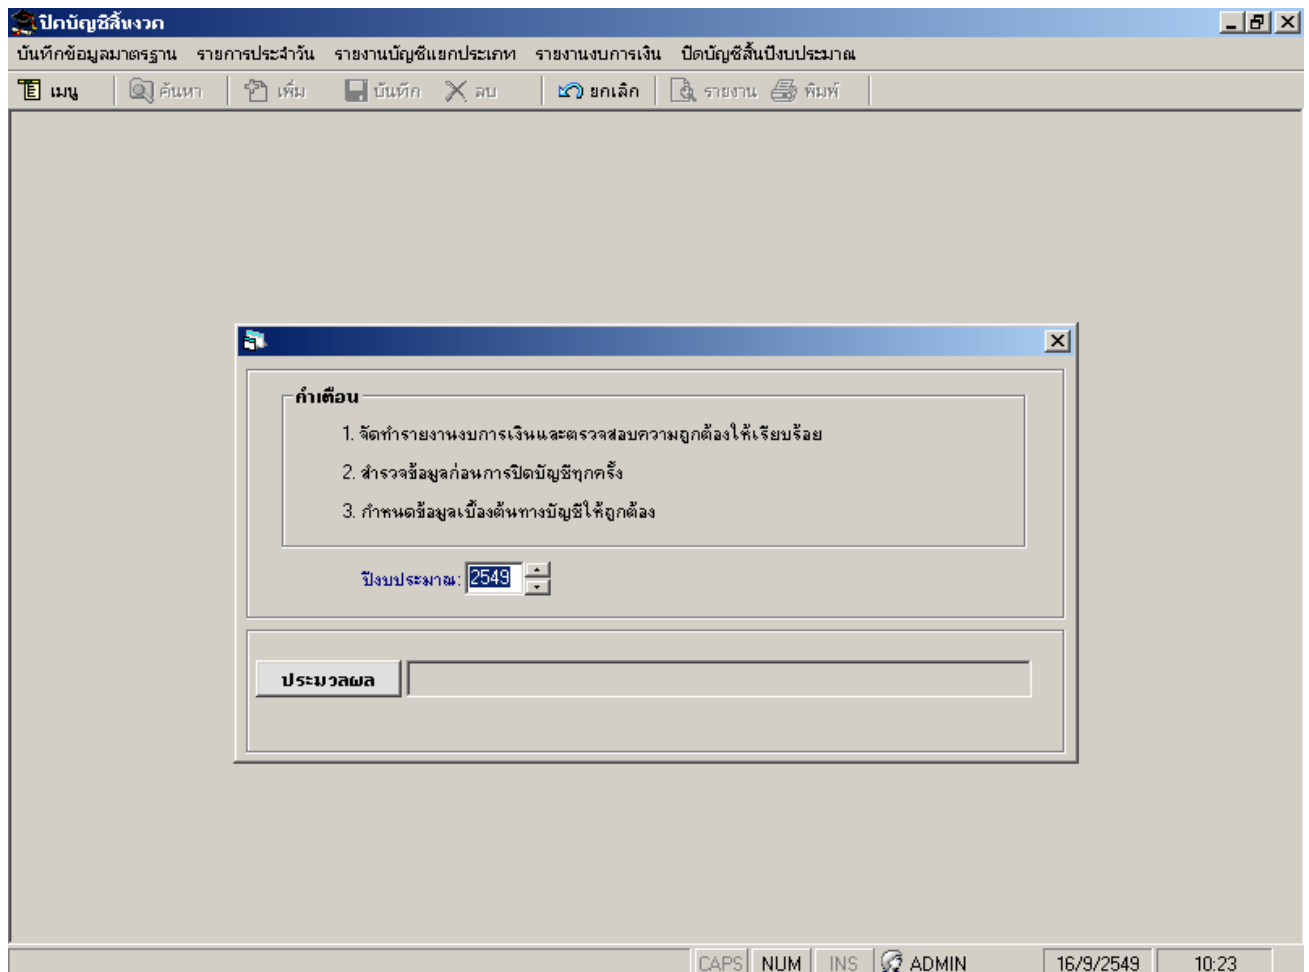 ปิดบัญชีสิ้นงวด
บันทึกข้อมูลมาตรฐาน รายการประจำวัน รายงานบัญชีแยกประเภท รายงานงบการเงิน ปิดบัญชีสิ้นปีงบประมาณ
เมนู ค้นหา เพิ่ม บันทึก ลบ ยกเลิก รายงาน พิมพ์
คำเตือน
1. จัดทำรายงานงบการเงินและตรวจสอบความถูกต้องให้เรียบร้อย
2. สำรวจข้อมูลก่อนการปิดบัญชีทุกครั้ง
3. กำหนดข้อมูลเบื้องต้นทางบัญชีให้ถูกต้อง
ปีงบประมาณ: 2549
ประมวลผล
CAPS NUM INS ADMIN 16/9/2549 10:23